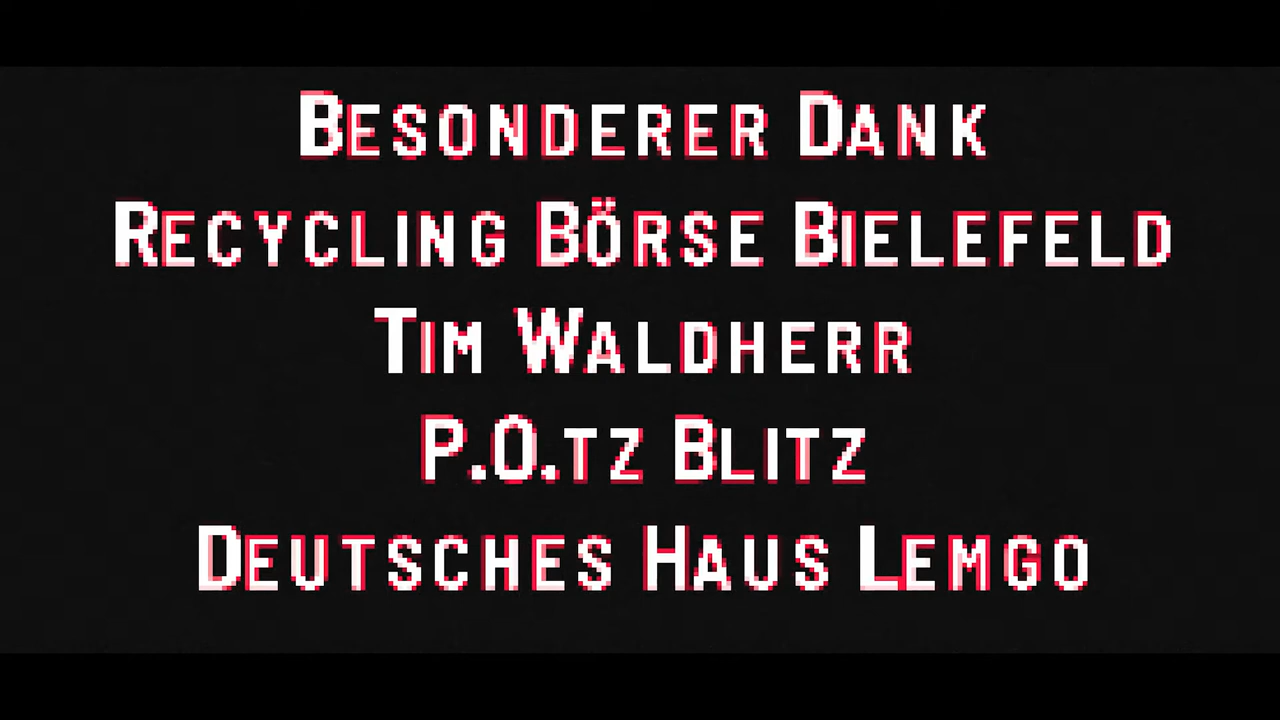 Besonderer Dank
Recycling Börse Bielefeld
Tim Waldherr
P.O.tz Blitz
Deutsches Haus Lemgo